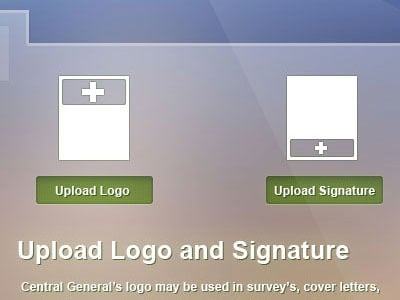 Upload Logo
Upload Signature
Upload Logo and Signature
Central General's logo may be used in survey's, cover letters,